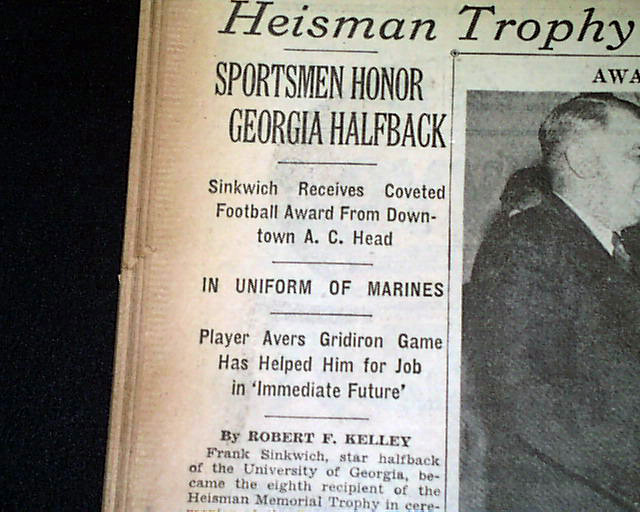 Heisman Trophy
SPORTSMEN HONOR
GEORGIA HALFBACK
Sinkwich Receives Coveted
Football Award From Down-
town A. C. Head
IN UNIFORM OF MARINES
Player Avers Gridiron Game
Has Helped Him for Job
in 'Immediate Future'
By ROBERT F. KELLEY
Frank Sinkwich, star halfback
of the University of Georgia, be-
came the eighth recipient of the
Heisman Memorial Trophy in cere-
AWA